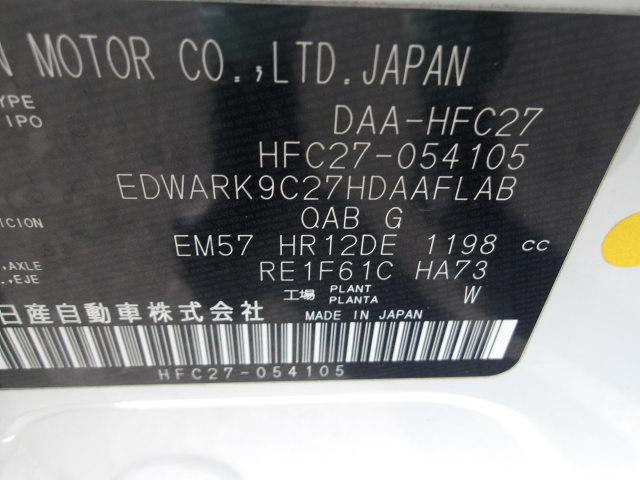 N MOTOR CO.,LTD.JAPAN
YPE
TIPO
DAA-HFC27
HFC27-054105
EDWARK9C27HDAAFLAB
ICION
QAB G
EM57 HR12DE 1198 cc
.AXLE
..EJE
RE1F61C HA73
工場 PLANT
PLANTA
W
日産自動車株式会社
MADE IN JAPAN
HFC27-054105